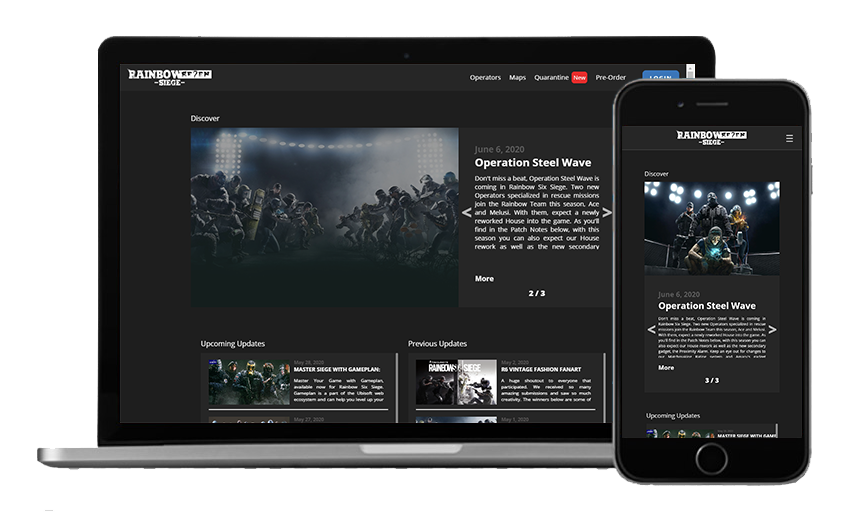 RAINBOW
-SIEGE-
Operators Maps Quarantine New Pre-Order LOGIN
Discover
June 6, 2020
Operation Steel Wave
Don't miss a beat, Operation Steel Wave is
coming in Rainbow Six Siege. Two new
Operators specialized in rescue missions
join the Rainbow Team this season, Ace
and Melusi. With them, expect a newly
reworked House into the game. As you'll
find in the Patch Notes below, with this
season you can also expect our House
rework as well as the new secondary
More
2 / 3
Upcoming Updates
May 28, 2020
MASTER SIEGE WITH GAMEPLAN:
Master Your Game with Gameplan,
available now for Rainbow Six Siege.
Gameplan is a part of the Ubisoft web
ecosystem and can help you level up your
May 27, 2020
Previous Updates
RAINBOW SIEGE
May 2, 2020
R6 VINTAGE FASHION FANART
A huge shoutout to everyone that
participated. We received so many
amazing submissions and saw so much
creativity. The winners below are some of
May 1, 2020
RAINBOW
-SIEGE-
Discover
June 6, 2020
Operation Steel Wave
Don't miss a beat, Operation Steel Wave is coming in
Rainbow Six Siege. Two new Operators specialized in rescue
missions join the Rainbow Team this season, Ace and Melusi.
With them, expect a newly reworked House into the game. As
you'll find in the Patch Notes below, with this season you can
also expect our House rework as well as the new secondary
gadget, the Proximity Alarm. Keep an eye out for changes to
More
3 / 3
Upcoming Updates
MASTER SIEGE WITH GAM